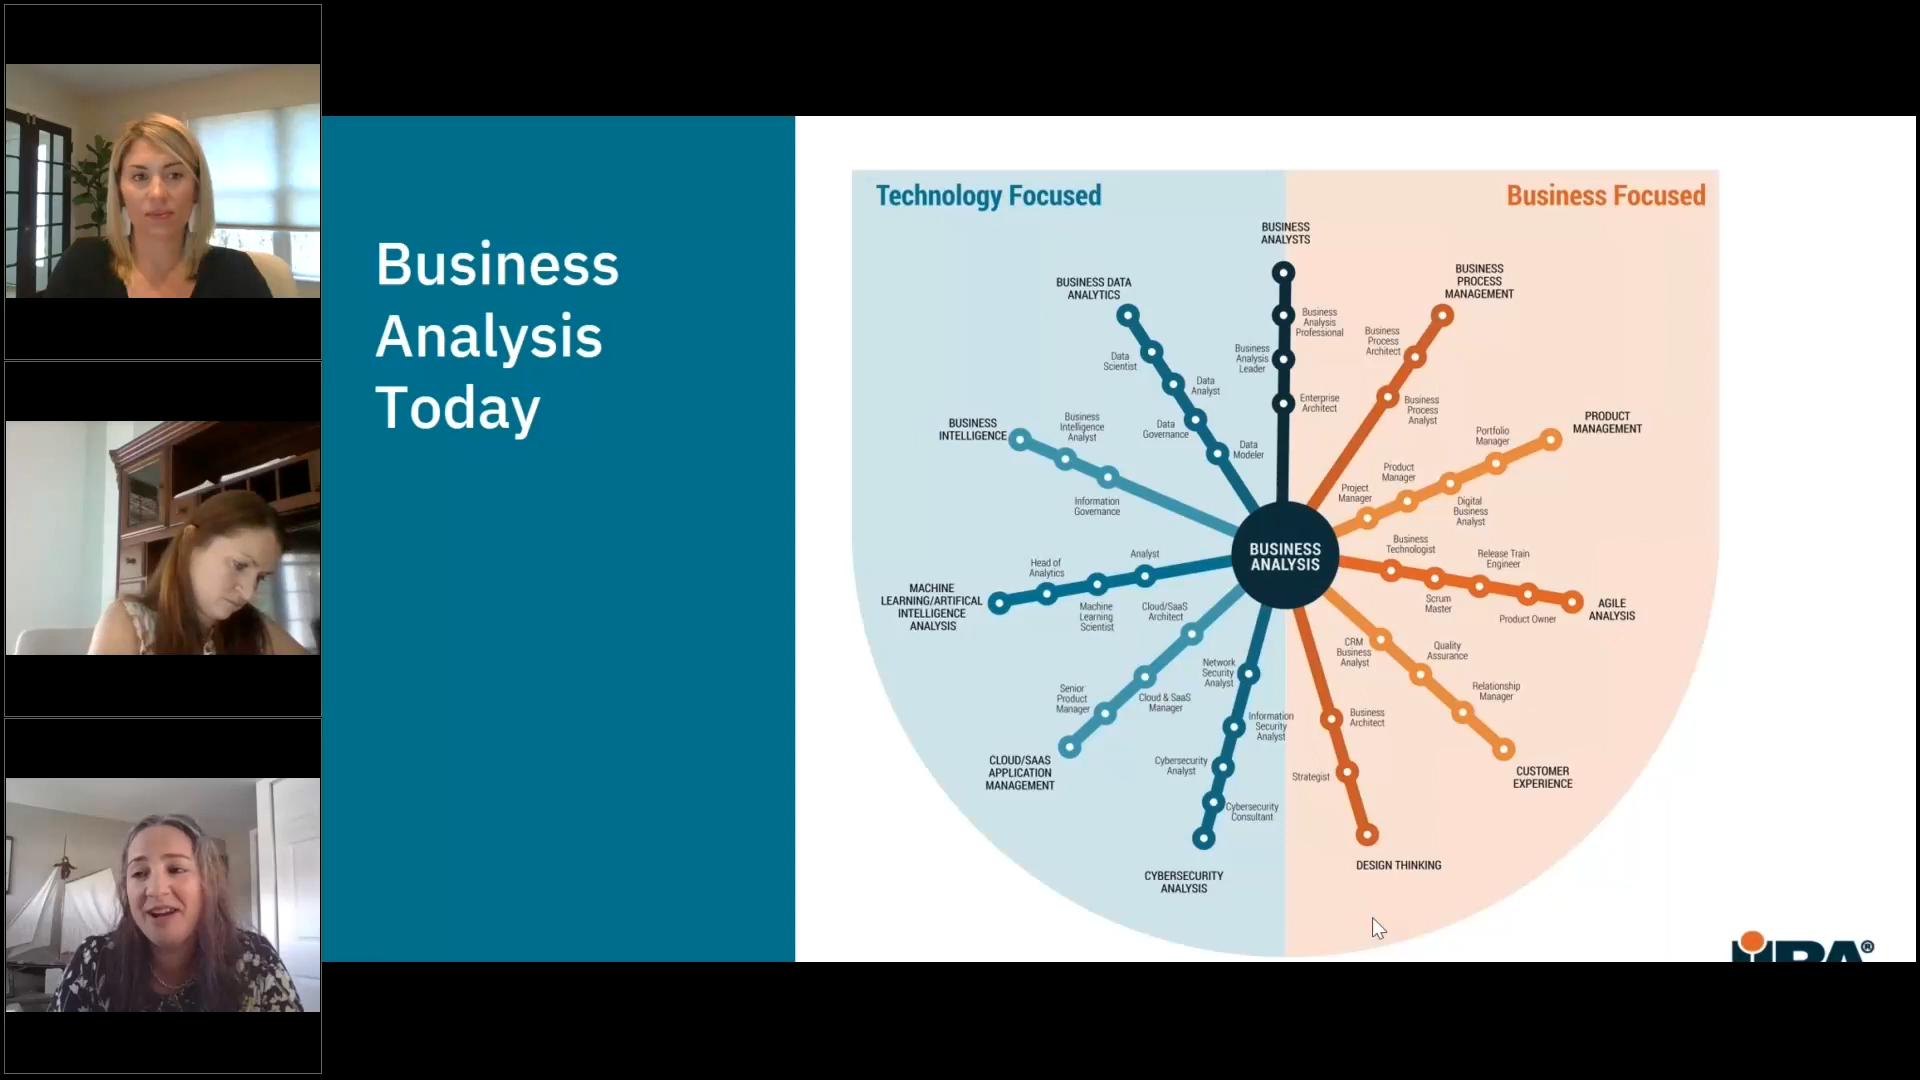 Business
Analysis
Today
Technology Focused
Business Focused
BUSINESS
ANALYSTS
Business
Analysis
Professional
Business
Analysis
Leader
Enterprise
Architect
BUSINESS DATA
ANALYTICS
Data
Scientist
Data
Analyst
Data
Governance
Data
Modeler
BUSINESS
INTELLIGENCE
Business
Intelligence
Analyst
Information
Governance
MACHINE
LEARNING/ARTIFICAL
INTELLIGENCE
ANALYSIS
Head of
Analytics
Analyst
Machine
Learning
Scientist
Cloud/SaaS
Architect
Senior
Product
Manager
Cloud & SaaS
Manager
CLOUD/SAAS
APPLICATION
MANAGEMENT
Network
Security
Analyst
Information
Security
Analyst
Cybersecurity
Analyst
Cybersecurity
Consultant
CYBERSECURITY
ANALYSIS
BUSINESS
ANALYSIS
BUSINESS
PROCESS
MANAGEMENT
Business
Process
Architect
Business
Process
Analyst
PRODUCT
MANAGEMENT
Portfolio
Manager
Product
Manager
Project
Manager
Digital
Business
Analyst
Business
Technologist
Release Train
Engineer
Scrum
Master
Product Owner
AGILE
ANALYSIS
CRM
Business
Analyst
Quality
Assurance
Relationship
Manager
CUSTOMER
EXPERIENCE
Business
Architect
Strategist
DESIGN THINKING
IIBA®